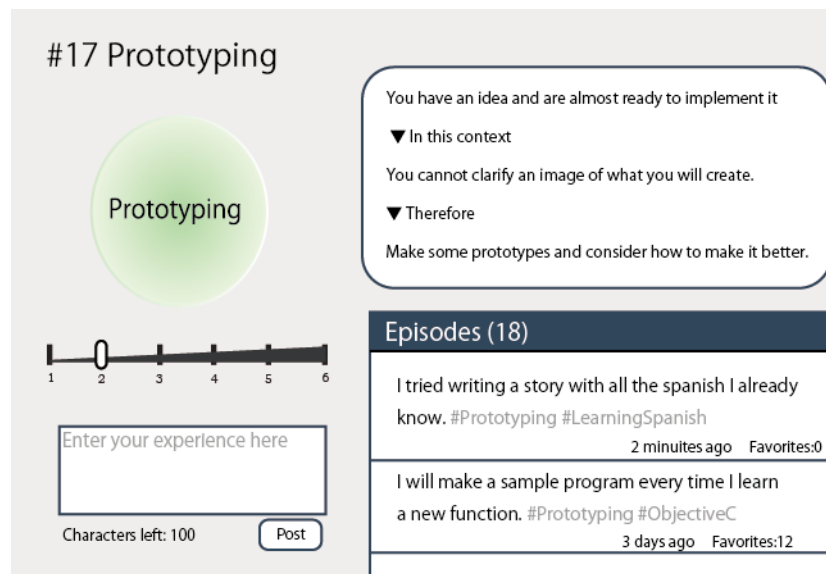 #17 Prototyping
Prototyping
1 2 3 4 5 6
Enter your experience here
Characters left: 100
Post
You have an idea and are almost ready to implement it
▼ In this context
You cannot clarify an image of what you will create.
▼ Therefore
Make some prototypes and consider how to make it better.
Episodes (18)
I tried writing a story with all the spanish I already
know. #Prototyping #LearningSpanish
2 minuites ago Favorites:0
I will make a sample program every time I learn
a new function. #Prototyping #ObjectiveC
3 days ago Favorites:12